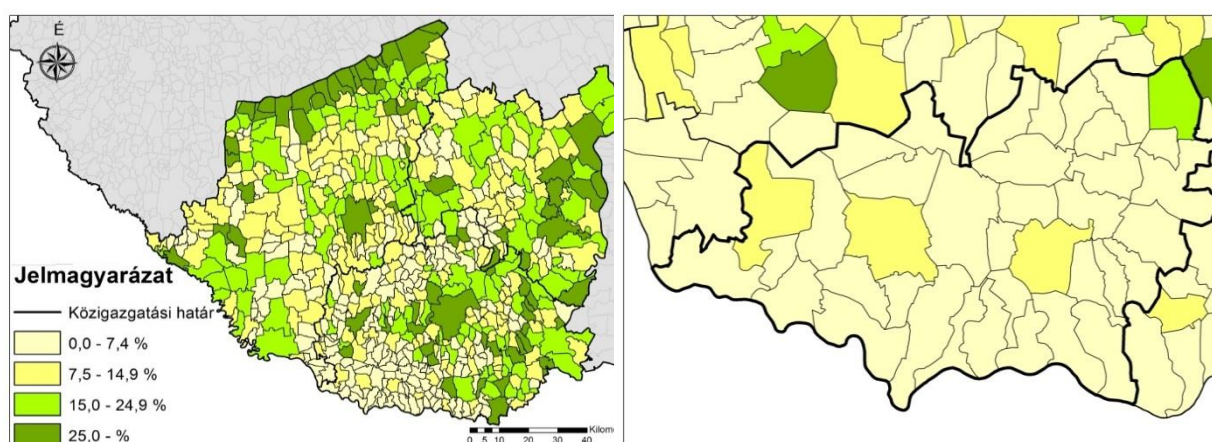 É
Jelmagyarázat
Közigazgatási határ
0,0 - 7,4 %
7,5 - 14,9 %
15,0 - 24,9 %
25,0 - %
Kilome
0 5 10 20 30 40